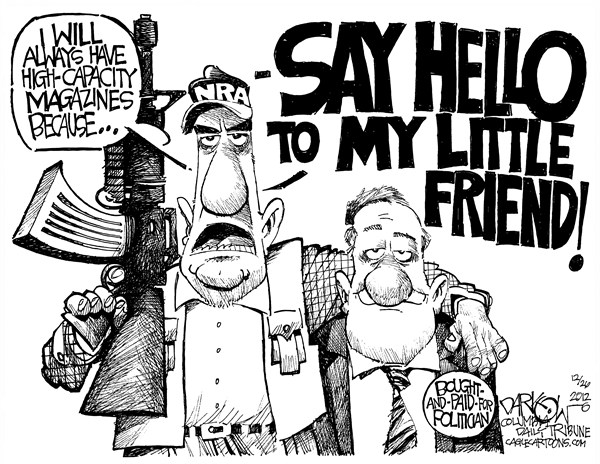 I WILL
ALWAYS HAVE
HIGH-CAPACITY
MAGAZINES
BECAUSE...
NRA
-SAY HELLO
TO MY LITTLE
FRIEND!
BOUGHT-
AND-PAID-FOR
POLITICIAN
12/26
2012
DARKOW
COLUMBIA
DAILY TRIBUNE
CAGLECARTOONS.COM